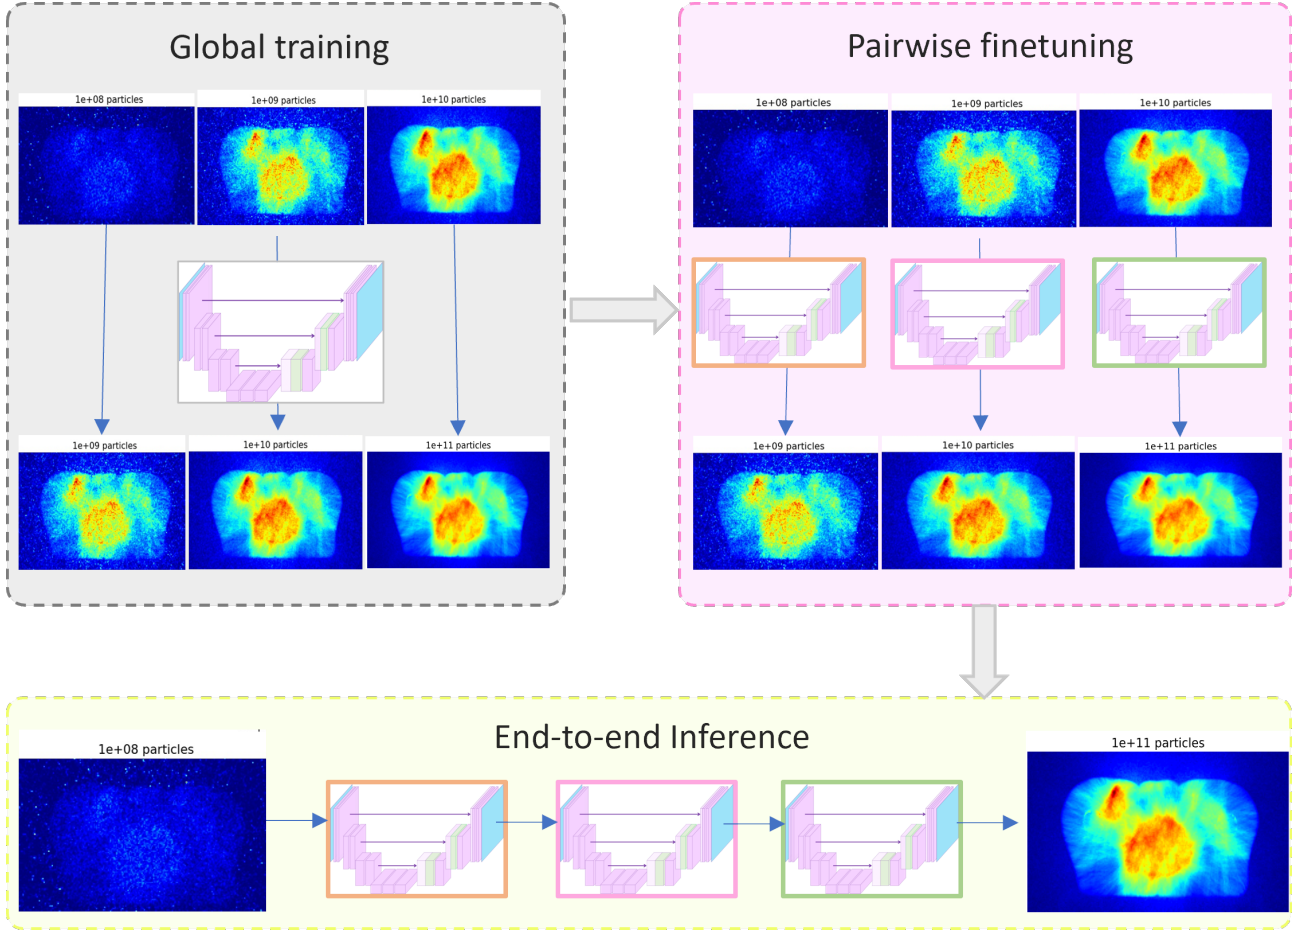 Global training
1e+08 particles
1e+09 particles
1e+10 particles
1e+09 particles
1e+10 particles
1e+11 particles
Pairwise finetuning
1e+08 particles
1e+09 particles
1e+10 particles
1e+09 particles
1e+10 particles
1e+11 particles
End-to-end Inference
1e+08 particles
1e+11 particles